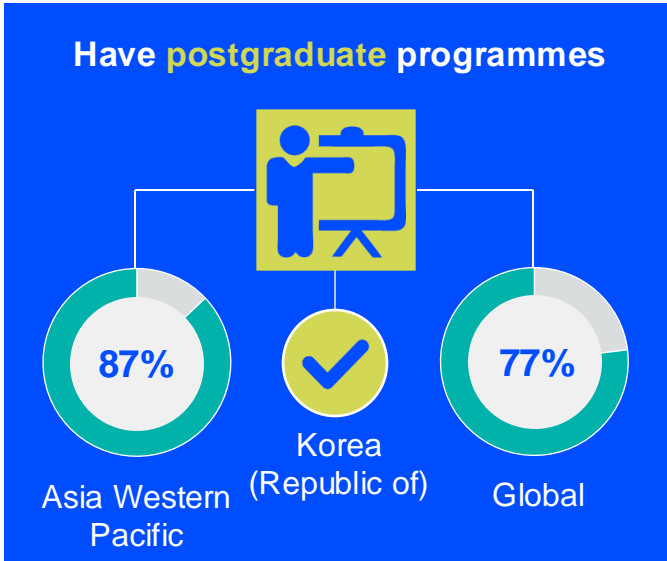 Have postgraduate programmes
87%
77%
Asia Western
Pacific
Korea
(Republic of)
Global